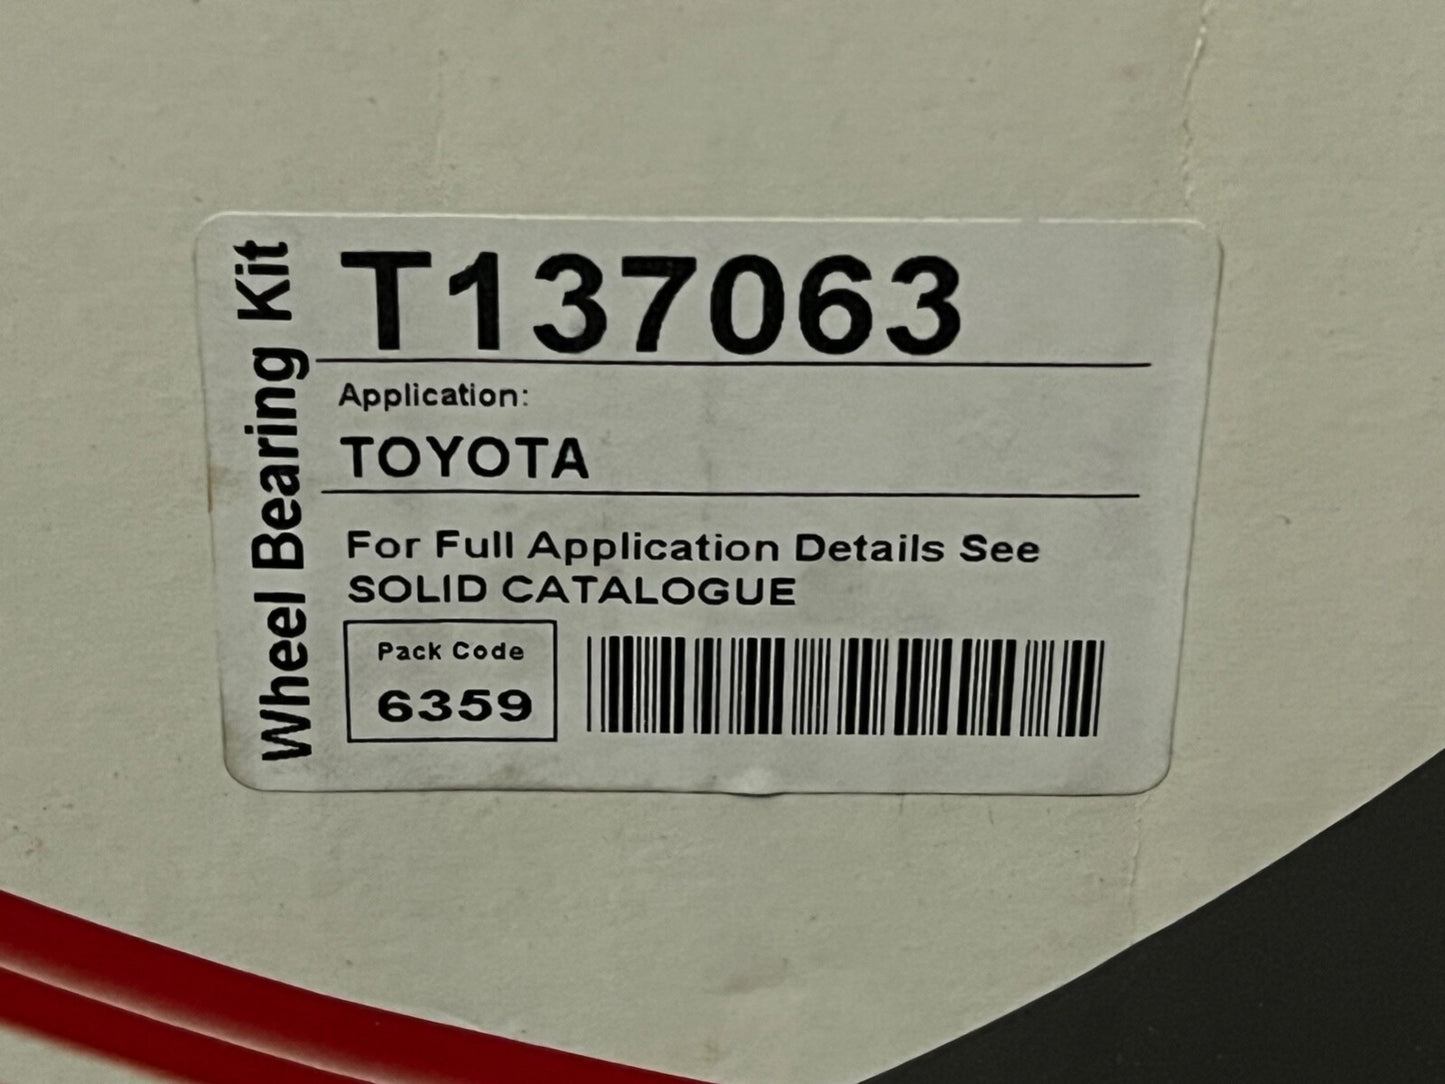 Wheel Bearing Kit
T137063
Application:
TOYOTA
For Full Application Details See
SOLID CATALOGUE
Pack Code
6359